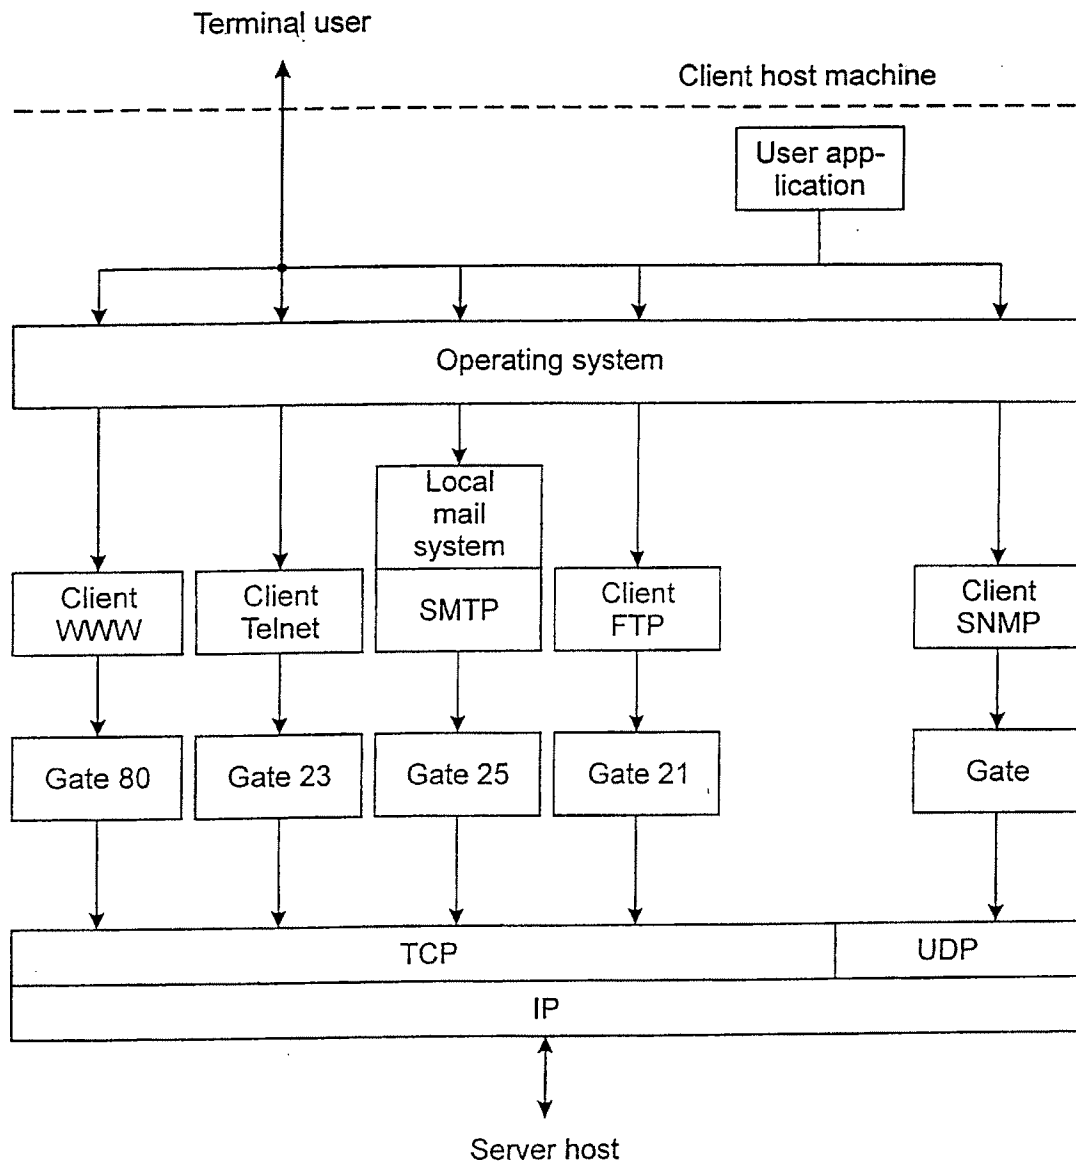 Terminal user
Client host machine
User app-
lication
Operating system
Local
mail
system
Client
WWW
Client
Telnet
SMTP
Client
FTP
Client
SNMP
Gate 80
Gate 23
Gate 25
Gate 21
Gate
TCP
UDP
IP
Server host